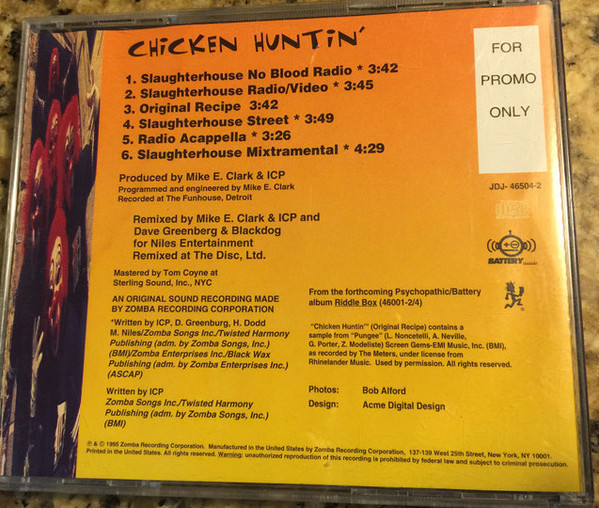 CHiCKEN HUNTiN'
1. Slaughterhouse No Blood Radio * 3:42
2. Slaughterhouse Radio/Video * 3:45
3. Original Recipe 3:42
4. Slaughterhouse Street * 3:49
5. Radio Acappella * 3:26
6. Slaughterhouse Mixtramental * 4:29
Produced by Mike E. Clark & ICP
Programmed and engineered by Mike E. Clark
Recorded at The Funhouse, Detroit
Remixed by Mike E. Clark & ICP and
Dave Greenberg & Blackdog
for Niles Entertainment
Remixed at The Disc, Ltd.
Mastered by Tom Coyne at
Sterling Sound, Inc., NYC
AN ORIGINAL SOUND RECORDING MADE
BY ZOMBA RECORDING CORPORATION
*Written by ICP, D. Greenburg, H. Dodd
M. Niles/Zomba Songs Inc./Twisted Harmony
Publishing (adm. by Zomba Songs, Inc.)
(BMI)/Zomba Enterprises Inc./Black Wax
Publishing (adm. by Zomba Enterprises Inc.)
(ASCAP)
Written by ICP
Zomba Songs Inc./Twisted Harmony
Publishing (adm. by Zomba Songs, Inc.)
(BMI)
FOR
PROMO
ONLY
JDJ- 46504-2
BATTERY
From the forthcoming Psychopathic/Battery
album Riddle Box (46001-2/4)
"Chicken Huntin'" (Original Recipe) contains a
sample from "Pungee" (L. Noncetelli, A. Neville,
G. Porter, Z. Modeliste) Screen Gems-EMI Music, Inc. (BMI),
as recorded by The Meters, under license from
Rhinelander Music. Used by permission. All rights reserved.
Photos: Bob Alford
Design: Acme Digital Design
℗ & © 1995 Zomba Recording Corporation. Manufactured in the United States by Zomba Recording Corporation, 137-139 West 25th Street, New York, NY 10001.
Printed in the United States. All rights reserved. Warning: unauthorized reproduction of this recording is prohibited by federal law and subject to criminal prosecution.